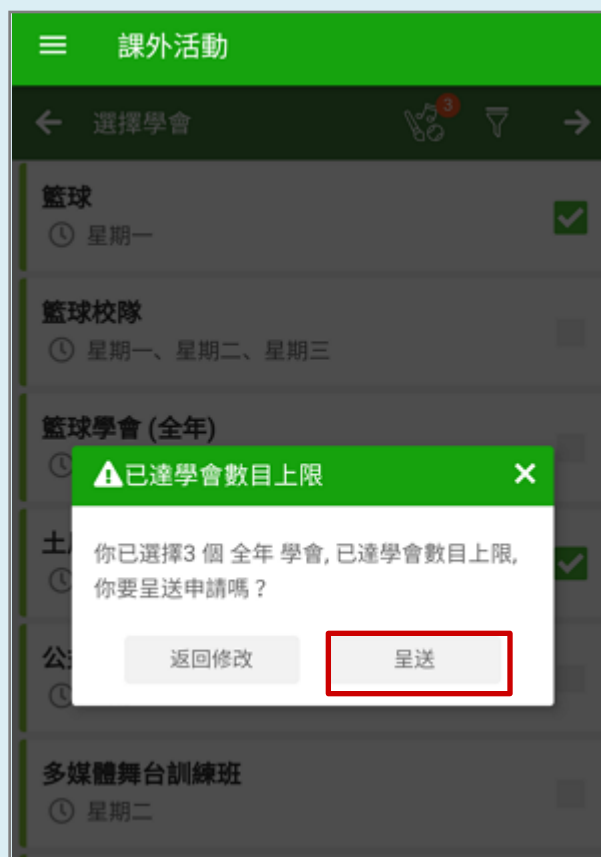 課外活動
選擇學會
3
籃球
星期一
籃球校隊
星期一、星期二、星期三
籃球學會 (全年)
已達學會數目上限
你已選擇3 個 全年 學會, 已達學會數目上限,
你要呈送申請嗎？
返回修改
呈送
土
公
多媒體舞台訓練班
星期二